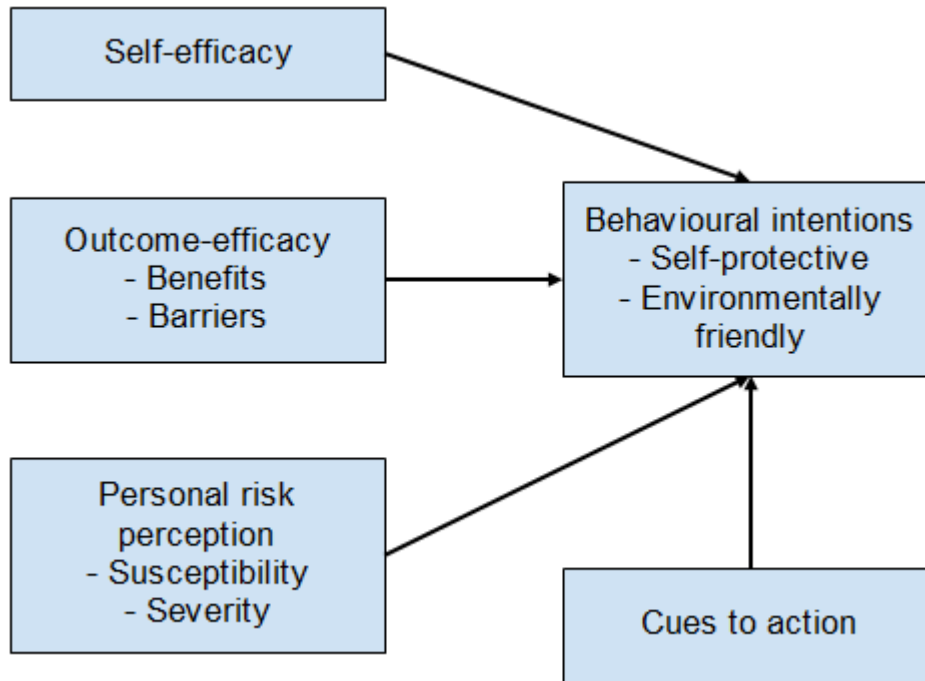 Self-efficacy
Outcome-efficacy
- Benefits
- Barriers
Behavioural intentions
- Self-protective
- Environmentally
friendly
Personal risk
perception
- Susceptibility
- Severity
Cues to action